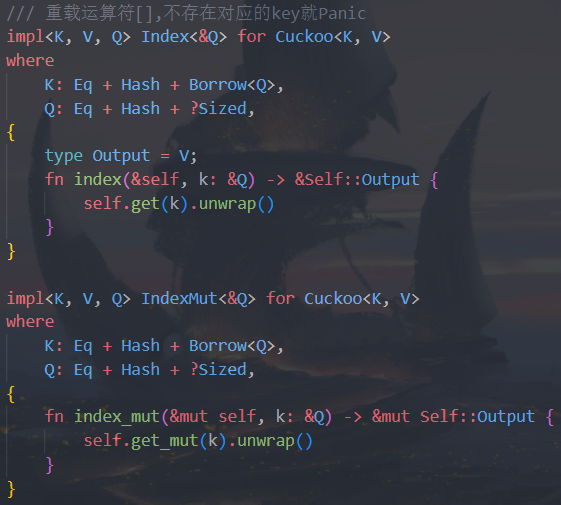 /// 重载运算符[],不存在对应的key就Panic
impl<K, V, Q> Index<&Q> for Cuckoo<K, V>
where
    K: Eq + Hash + Borrow<Q>,
    Q: Eq + Hash + ?Sized,
{
    type Output = V;
    fn index(&self, k: &Q) -> &Self::Output {
        self.get(k).unwrap()
    }
}

impl<K, V, Q> IndexMut<&Q> for Cuckoo<K, V>
where
    K: Eq + Hash + Borrow<Q>,
    Q: Eq + Hash + ?Sized,
{
    fn index_mut(&mut self, k: &Q) -> &mut Self::Output {
        self.get_mut(k).unwrap()
    }
}